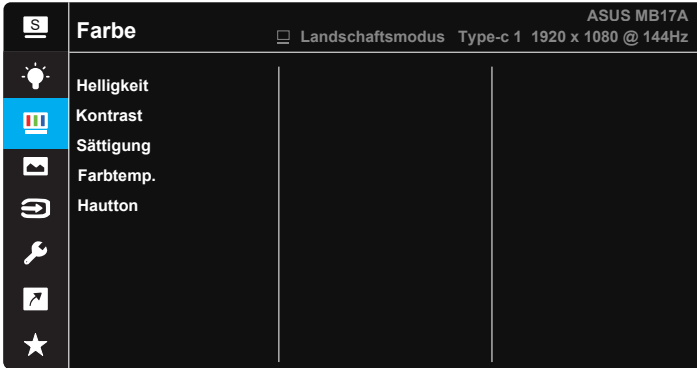 S
Farbe
ASUS MB17A
Landschaftsmodus Type-c 1 1920 x 1080 @ 144Hz
Helligkeit
Kontrast
Sättigung
Farbtemp.
Hautton